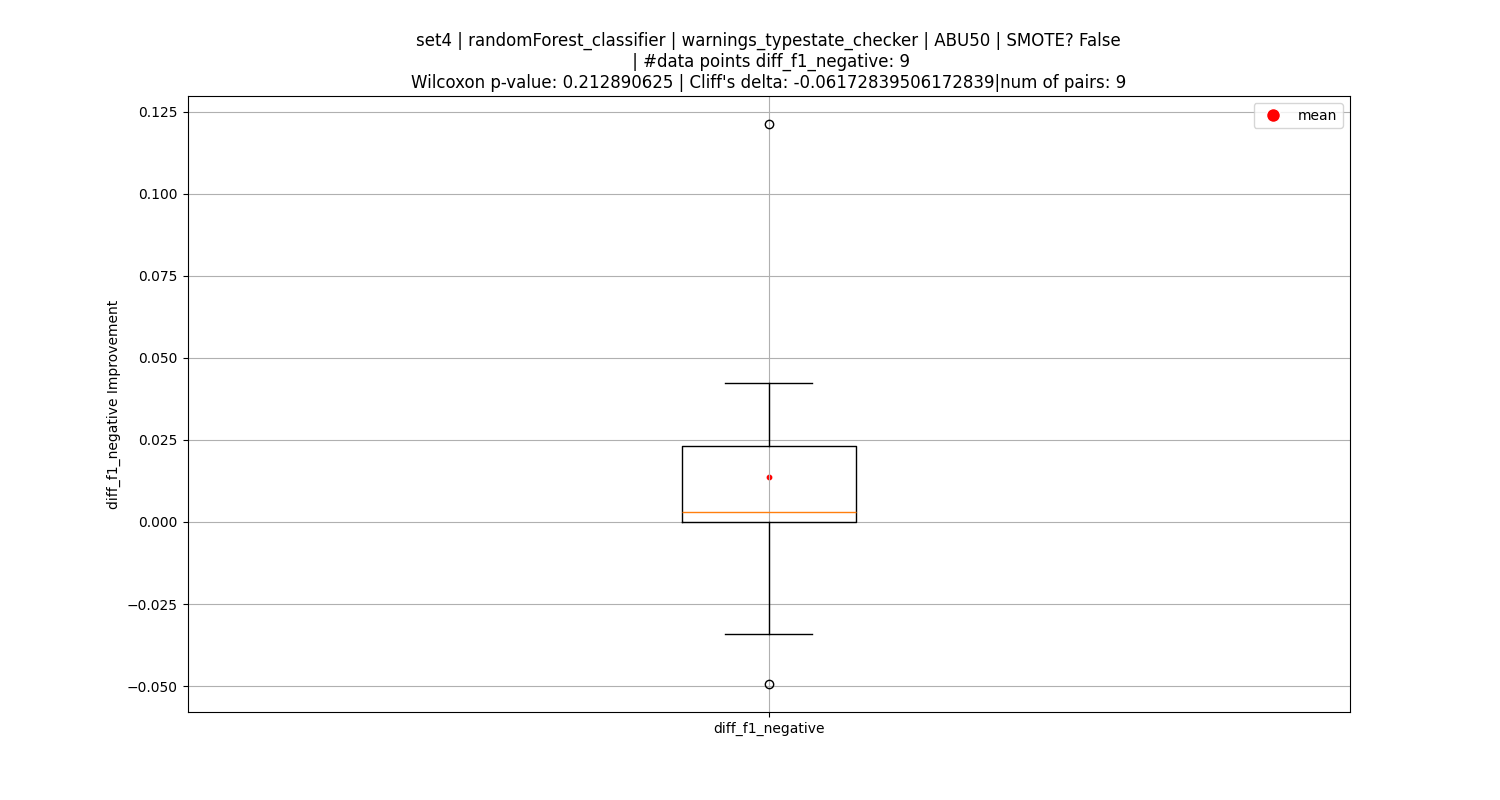 set4 | randomForest_classifier | warnings_typestate_checker | ABU50 | SMOTE? False
| #data points diff_f1_negative: 9
Wilcoxon p-value: 0.212890625 | Cliff's delta: -0.06172839506172839|num of pairs: 9
mean
0.125
0.100
0.075
0.050
0.025
0.000
−0.025
−0.050
diff_f1_negative Improvement
diff_f1_negative